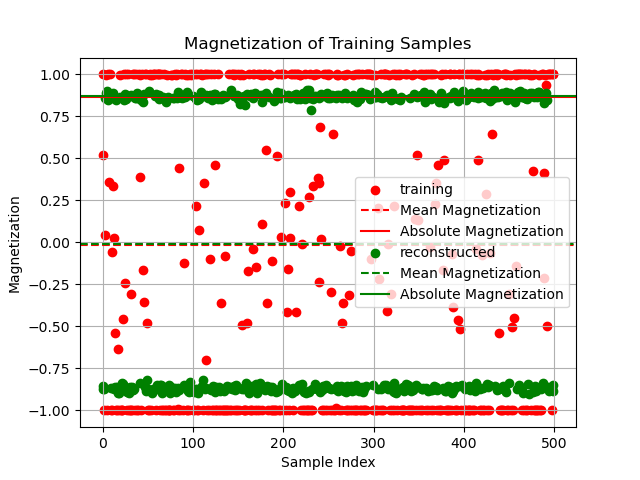 Magnetization of Training Samples
Magnetization
1.00
0.75
0.50
0.25
0.00
−0.25
−0.50
−0.75
−1.00
training
Mean Magnetization
Absolute Magnetization
reconstructed
Mean Magnetization
Absolute Magnetization
0
100
200
300
400
500
Sample Index